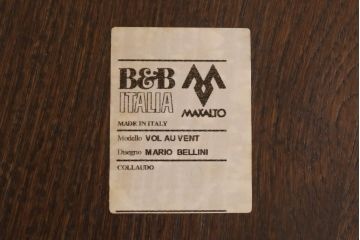 B&B
ITALIA
MAXALTO
MADE IN ITALY
Modello VOL AU VENT
Disegno MARIO BELLINI
COLLAUDO